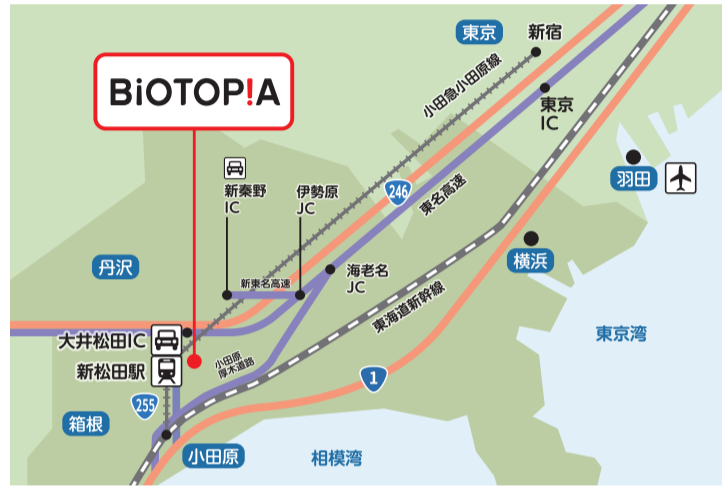 東京
新宿
BiOTOP!A
小田急小田原線
東京
IC
246
東名高速
羽田
新秦野
IC
伊勢原
JC
横浜
丹沢
海老名
JC
新東名高速
東海道新幹線
東京湾
大井松田IC
新松田駅
小田原
厚木道路
1
255
箱根
小田原
相模湾